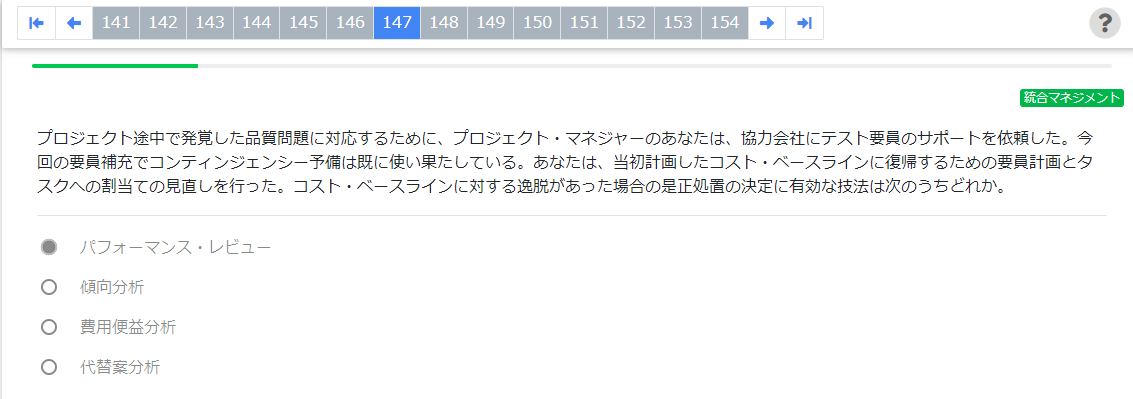 141 142 143 144 145 146 147 148 149 150 151 152 153 154
?
統合マネジメント
プロジェクト途中で発覚した品質問題に対応するために、プロジェクト・マネジャーのあなたは、協力会社にテスト要員のサポートを依頼した。今
回の要員補充でコンティンジェンシー予備は既に使い果たしている。あなたは、当初計画したコスト・ベースラインに復帰するための要員計画とタ
スクへの割当ての見直しを行った。コスト・ベースラインに対する逸脱があった場合の是正処置の決定に有効な技法は次のうちどれか。
パフォーマンス・レビュー
傾向分析
費用便益分析
代替案分析